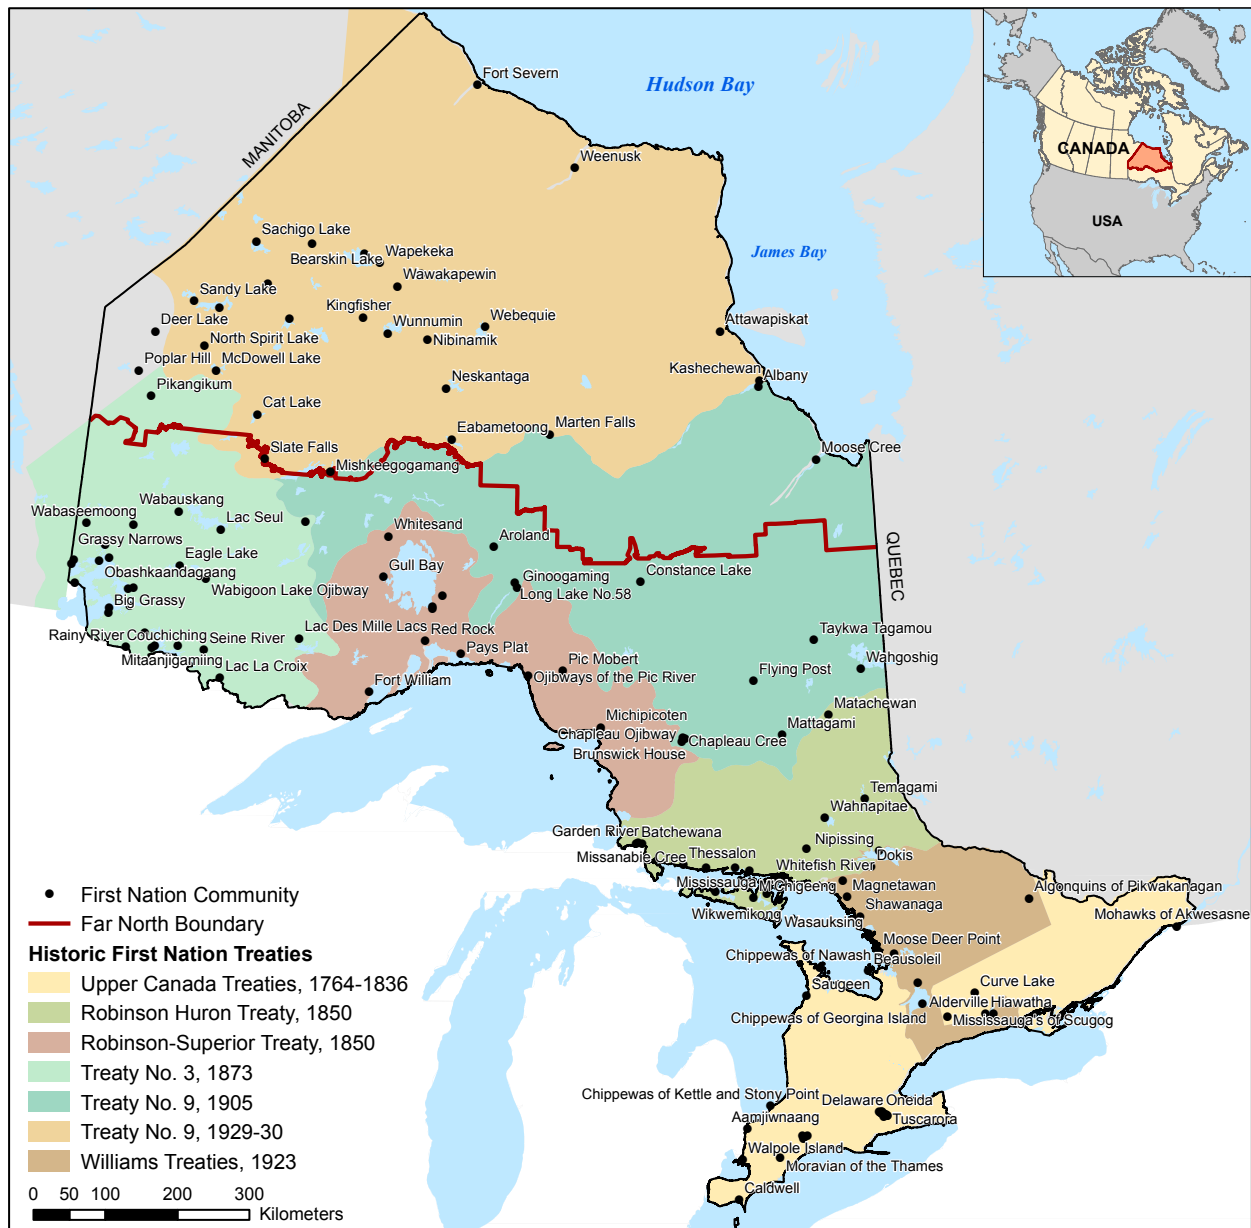 Fort Severn
Hudson Bay
MANITOBA
CANADA
USA
Weenusk
Sachigo Lake
Wapekeka
Bearskin Lake
James Bay
Wawakapewin
Sandy Lake
Kingfisher
Webequie
Deer Lake
Wunnumin
Attawapiskat
North Spirit Lake
Nibinamik
Poplar Hill
McDowell Lake
Kashechewan
Albany
Pikangikum
Neskantaga
Cat Lake
Marten Falls
Eabametoong
Slate Falls
Moose Cree
Mishkeegogamang
Wabauskang
Wabaseemoong
Lac Seul
Whitesand
Aroland
QUEBEC
Grassy Narrows
Eagle Lake
Obashkaandagaang
Gull Bay
Ginoogaming
Constance Lake
Wabigoon Lake Ojibway
Long Lake No.58
Big Grassy
Rainy River
Couchiching
Seine River
Lac Des Mille Lacs
Red Rock
Taykwa Tagamou
Mitaanjigamiing
Pays Plat
Wahgoshig
Lac La Croix
Pic Mobert
Flying Post
Fort William
Ojibways of the Pic River
Matachewan
Michipicoten
Mattagami
Chapleau Ojibway
Chapleau Cree
Brunswick House
Temagami
Wahnapitae
Garden River
Batchewana
Nipissing
Missanabie Cree
Thessalon
Dokis
Whitefish River
Mississauga
M'Chigeeng
Magnetawan
Algonquins of Pikwakanagan
Shawanaga
Wikwemikong
Wasauksing
Mohawks of Akwesasne
Moose Deer Point
Chippewas of Nawash
Beausoleil
Saugeen
Curve Lake
Alderville
Hiawatha
Chippewas of Georgina Island
Mississauga's of Scugog
Chippewas of Kettle and Stony Point
Delaware
Oneida
Aamjiwnaang
Tuscarora
Walpole Island
Moravian of the Thames
Caldwell
First Nation Community
Far North Boundary
Historic First Nation Treaties
Upper Canada Treaties, 1764-1836
Robinson Huron Treaty, 1850
Robinson-Superior Treaty, 1850
Treaty No. 3, 1873
Treaty No. 9, 1905
Treaty No. 9, 1929-30
Williams Treaties, 1923
0 50 100 200 300
Kilometers